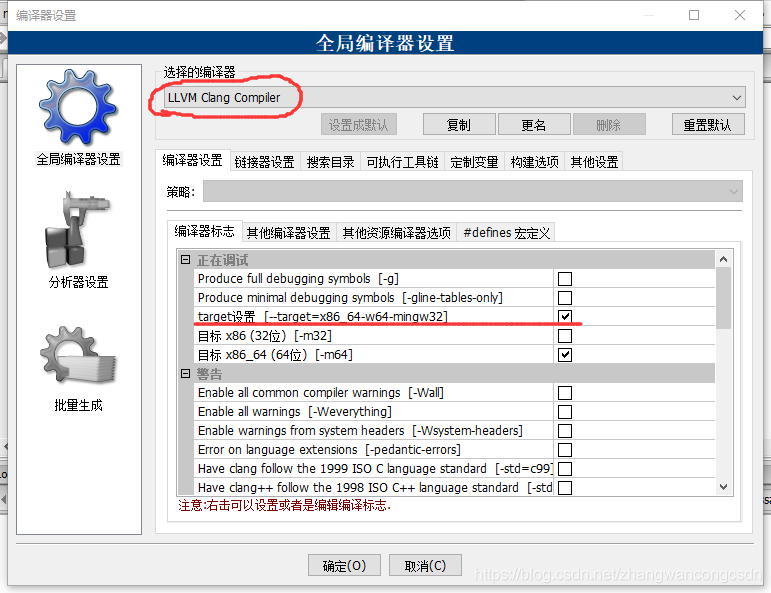 编译器设置
全局编译器设置
全局编译器设置
分析器设置
批量生成
选择的编译器
LLVM Clang Compiler
设置成默认 复制 更名 删除 重置默认
编译器设置 链接器设置 搜索目录 可执行工具链 定制变量 构建选项 其他设置
策略:
编译器标志 其他编译器设置 其他资源编译器选项 #defines 宏定义
正在调试
Produce full debugging symbols [-g]
Produce minimal debugging symbols [-gline-tables-only]
target设置 [--target=x86_64-w64-mingw32]
目标 x86 (32位) [-m32]
目标 x86_64 (64位) [-m64]
警告
Enable all common compiler warnings [-Wall]
Enable all warnings [-Weverything]
Enable warnings from system headers [-Wsystem-headers]
Error on language extensions [-pedantic-errors]
Have clang follow the 1999 ISO C language standard [-std=c99]
Have clang++ follow the 1998 ISO C++ language standard [-std
注意:右击可以设置或者是编辑编译标志.
确定(O) 取消(C)
https://blog.csdn.net/zhangwancongcsdn